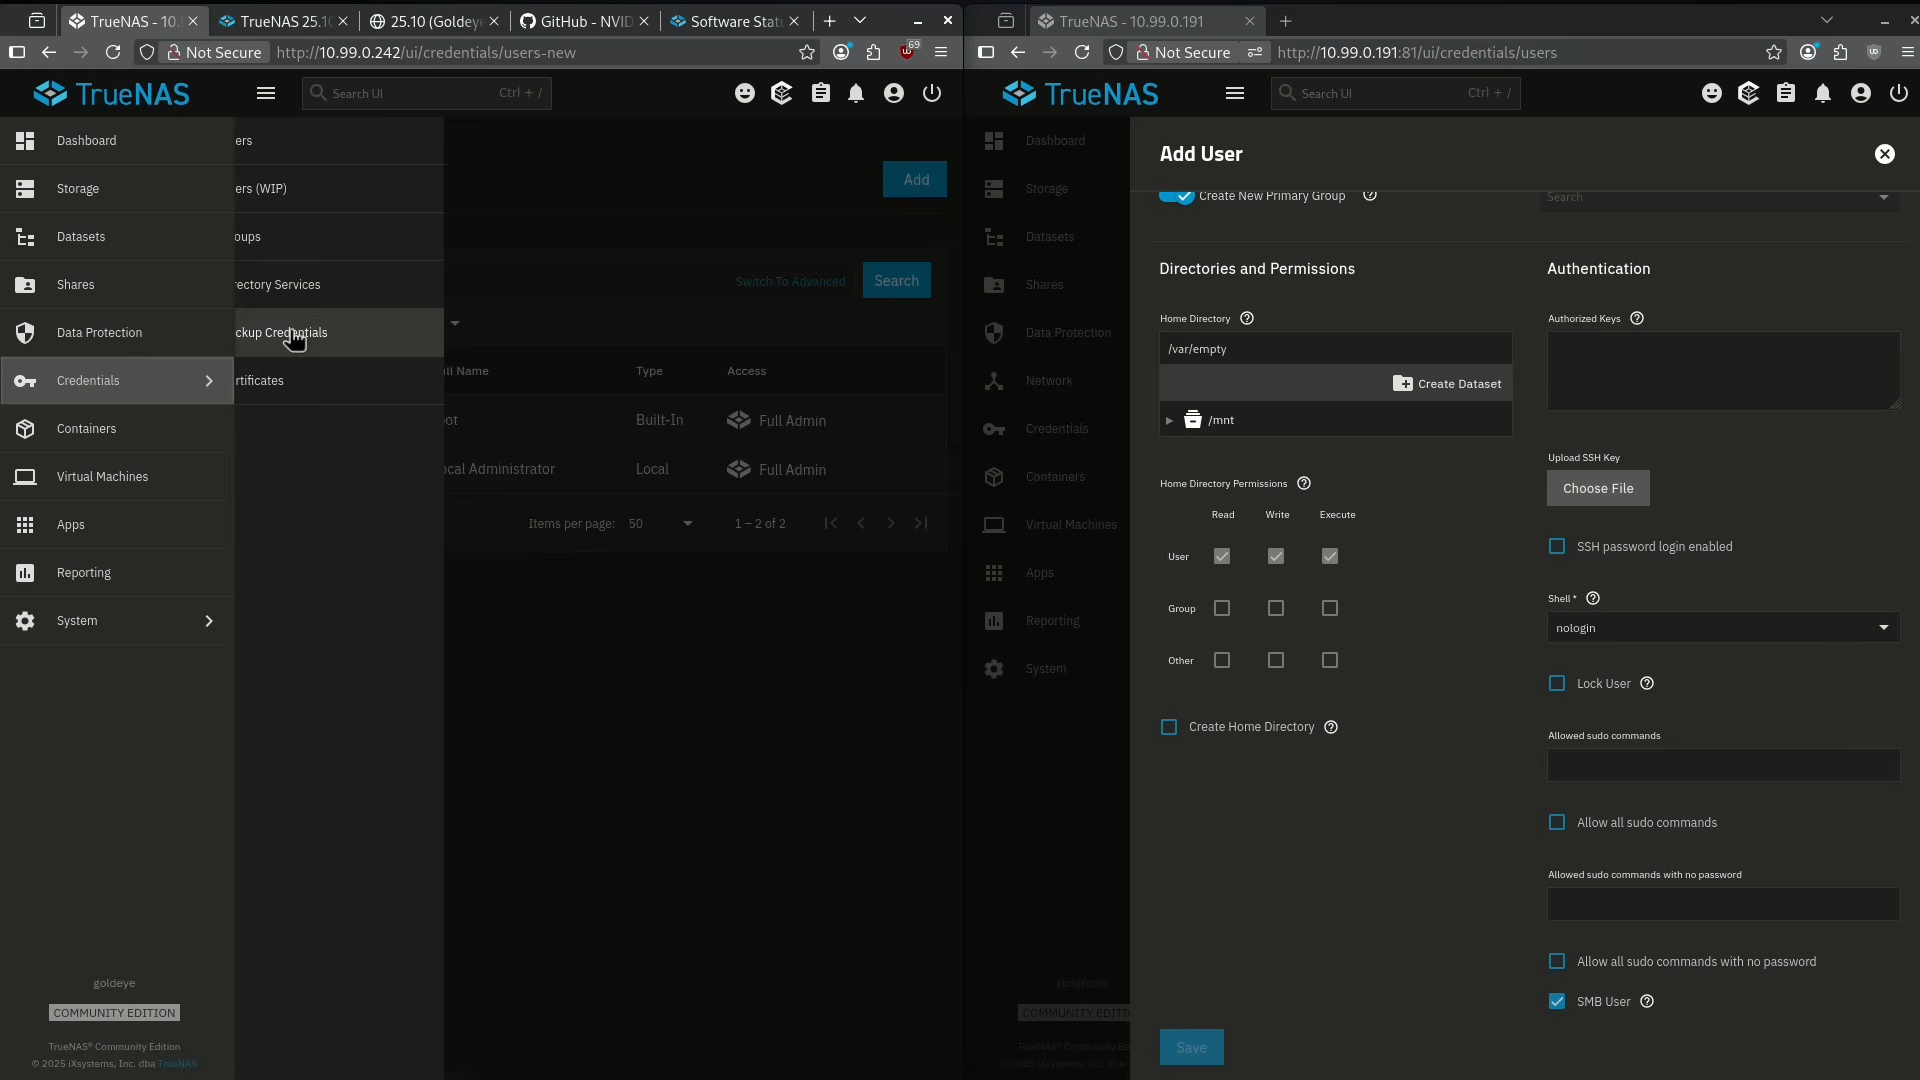 TrueNAS - 10.
TrueNAS 25.10
25.10 (Goldeye
GitHub - NVID
Software Stat
Not Secure
http://10.99.0.242/ui/credentials/users-new
69
TrueNAS
Search UI
Ctrl + /
Dashboard
Storage
Datasets
Shares
Data Protection
Credentials
Containers
Virtual Machines
Apps
Reporting
System
goldeye
COMMUNITY EDITION
TrueNAS® Community Edition
© 2025 iXsystems, Inc. dba TrueNAS
ers
ers (WIP)
oups
rectory Services
ckup Credentials
rtificates
Add
Switch To Advanced
Search
ll Name
Type
Access
ot
Built-In
Full Admin
cal Administrator
Local
Full Admin
Items per page:
50
1 – 2 of 2
TrueNAS - 10.99.0.191
Not Secure
http://10.99.0.191:81/ui/credentials/users
TrueNAS
Search UI
Ctrl + /
Dashboard
Storage
Datasets
Shares
Data Protection
Network
Credentials
Containers
Virtual Machines
Apps
Reporting
System
COMMUNITY EDITI
Add User
Create New Primary Group
Search
Directories and Permissions
Home Directory
/var/empty
Create Dataset
/mnt
Home Directory Permissions
Read
Write
Execute
User
Group
Other
Create Home Directory
Authentication
Authorized Keys
Upload SSH Key
Choose File
SSH password login enabled
Shell *
nologin
Lock User
Allowed sudo commands
Allow all sudo commands
Allowed sudo commands with no password
Allow all sudo commands with no password
SMB User
Save